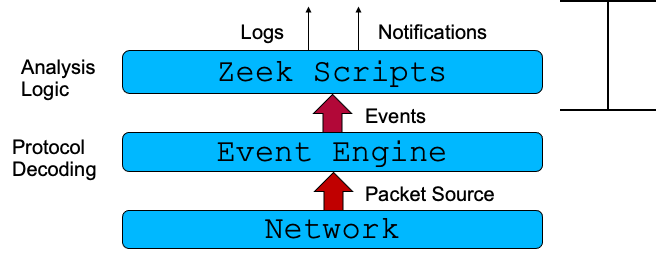 Logs
Notifications
Analysis
Logic
Zeek Scripts
Events
Protocol
Decoding
Event Engine
Packet Source
Network